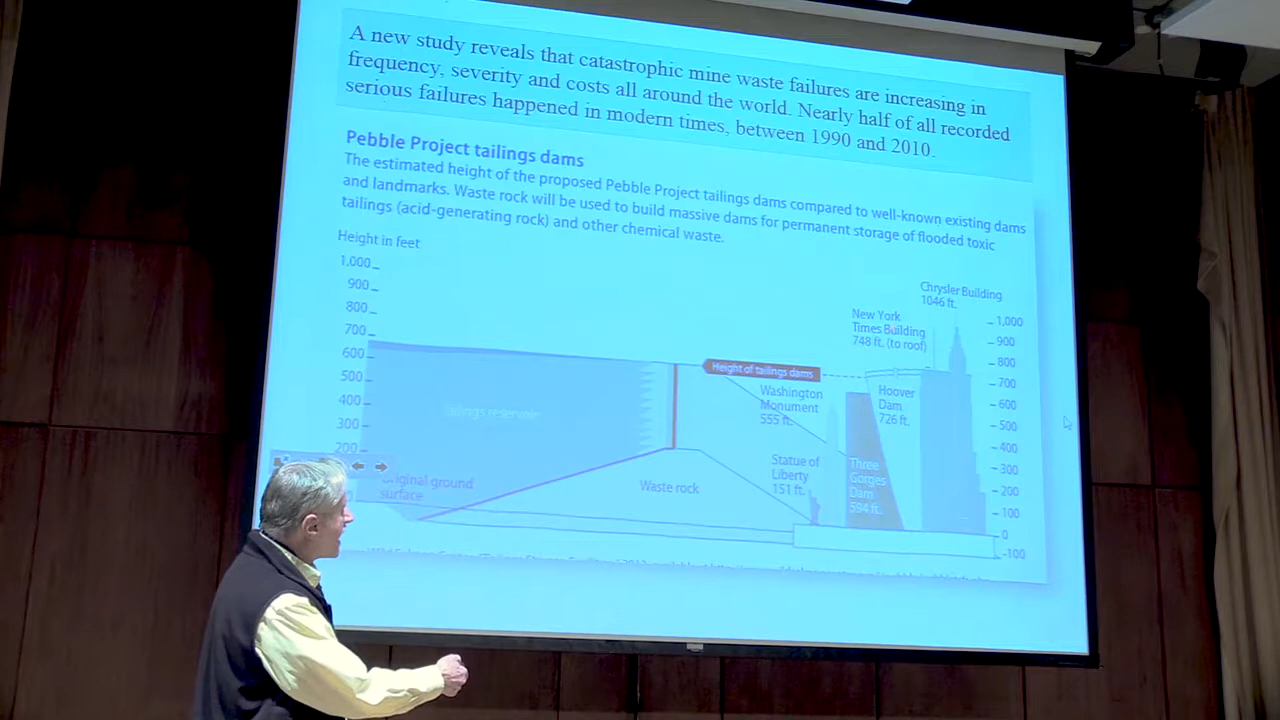 A new study reveals that catastrophic mine waste failures are increasing in
frequency, severity and costs all around the world. Nearly half of all recorded
serious failures happened in modern times, between 1990 and 2010.
Pebble Project tailings dams
The estimated height of the proposed Pebble Project tailings dams compared to well-known existing dams
and landmarks. Waste rock will be used to build massive dams for permanent storage of flooded toxic
tailings (acid-generating rock) and other chemical waste.
Height in feet
1,000
900
800
700
600
500
400
300
200
0
Tailings reservoir
Original ground
surface
Waste rock
Height of tailings dams
Washington
Monument
555 ft.
Statue of
Liberty
151 ft.
Three
Gorges
Dam
594 ft.
Hoover
Dam
726 ft.
New York
Times Building
748 ft. (to roof)
Chrysler Building
1046 ft.
1,000
900
800
700
600
500
400
300
200
100
0
-100